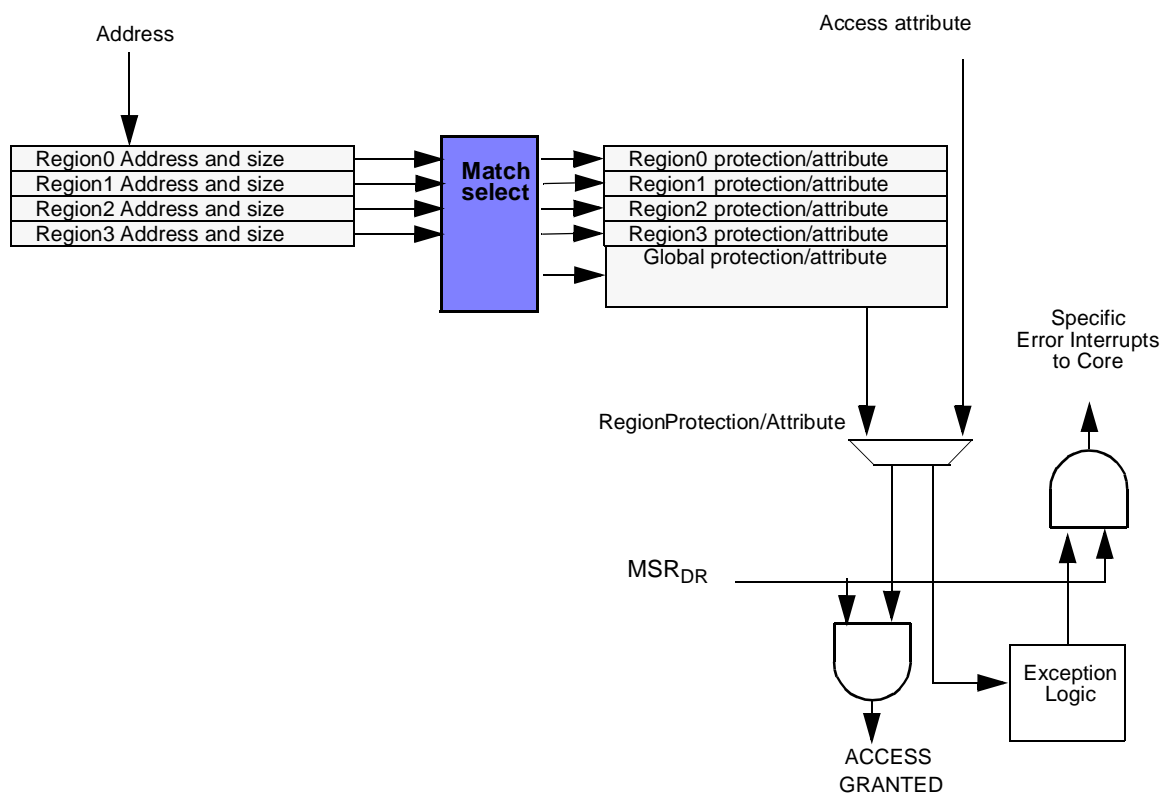 Address
Access attribute
Region0 Address and size
Region1 Address and size
Region2 Address and size
Region3 Address and size
Match
select
Region0 protection/attribute
Region1 protection/attribute
Region2 protection/attribute
Region3 protection/attribute
Global protection/attribute
Specific
Error Interrupts
to Core
RegionProtection/Attribute
MSRDR
Exception
Logic
ACCESS
GRANTED